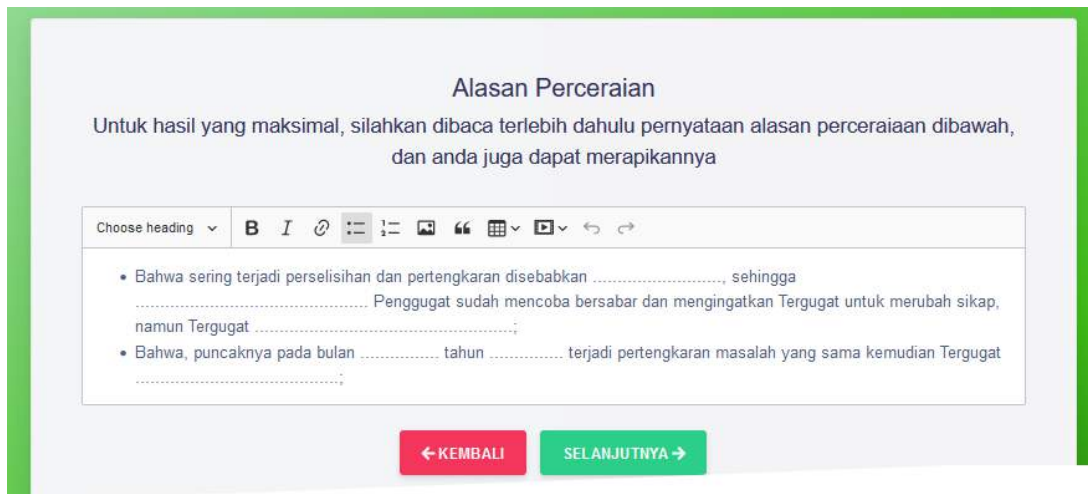 Alasan Perceraian
Untuk hasil yang maksimal, silahkan dibaca terlebih dahulu pernyataan alasan perceraiaan dibawah,
dan anda juga dapat merapikannya
Choose heading
• Bahwa sering terjadi perselisihan dan pertengkaran disebabkan .........................., sehingga
............................................... Penggugat sudah mencoba bersabar dan mengingatkan Tergugat untuk merubah sikap,
namun Tergugat ....................................................;
• Bahwa, puncaknya pada bulan ................ tahun ............... terjadi pertengkaran masalah yang sama kemudian Tergugat
.........................................;
←KEMBALI SELANJUTNYA→